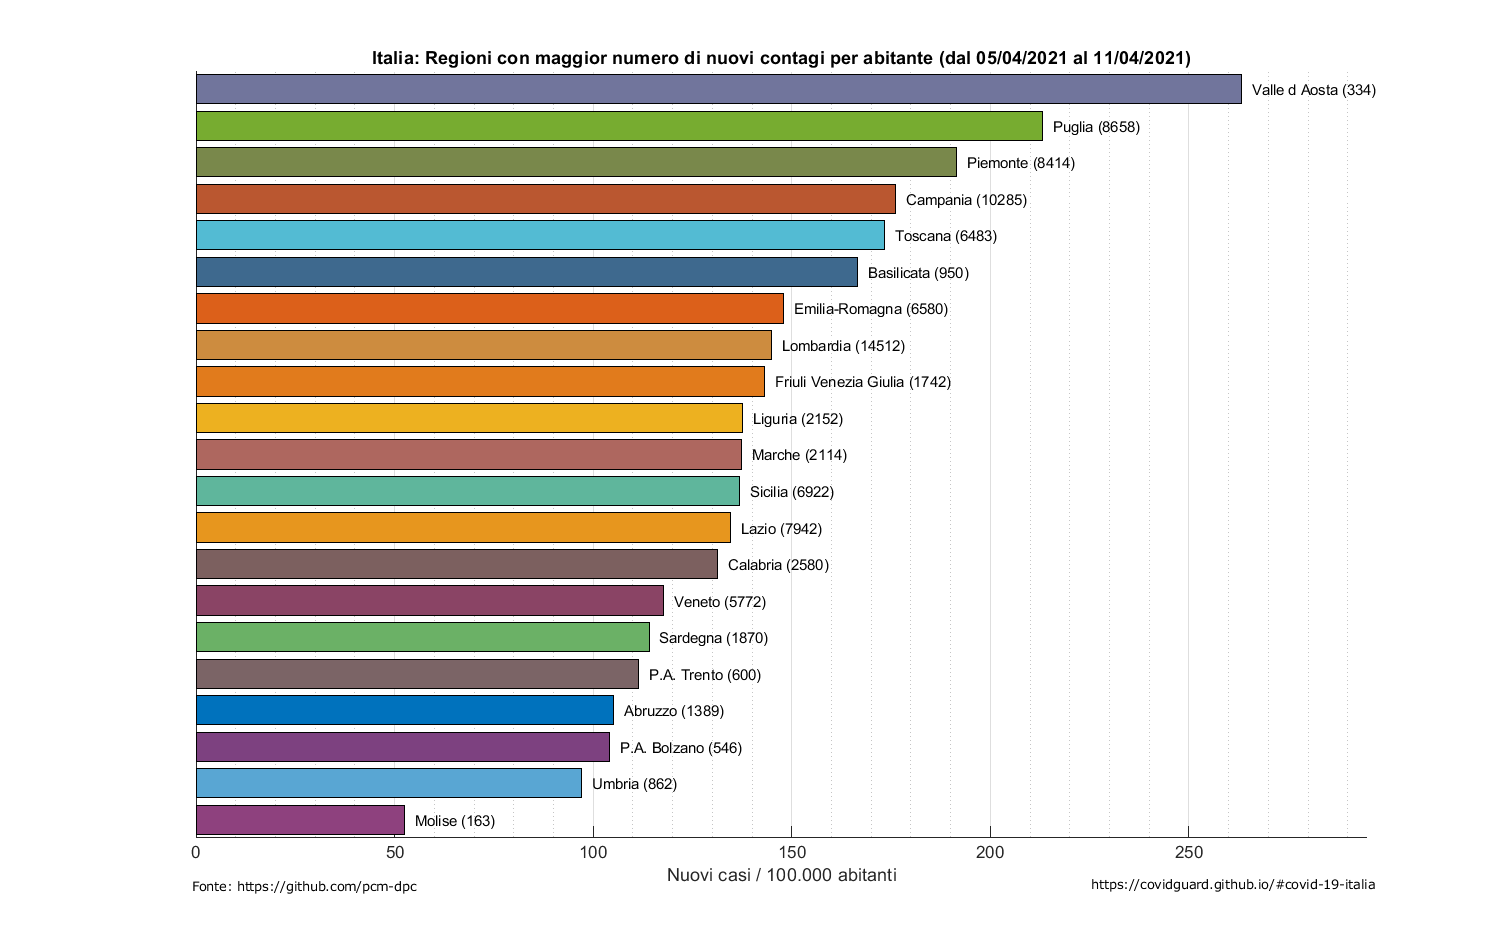 Italia: Regioni con maggior numero di nuovi contagi per abitante (dal 05/04/2021 al 11/04/2021)
Valle d Aosta (334)
Puglia (8658)
Piemonte (8414)
Campania (10285)
Toscana (6483)
Basilicata (950)
Emilia-Romagna (6580)
Lombardia (14512)
Friuli Venezia Giulia (1742)
Liguria (2152)
Marche (2114)
Sicilia (6922)
Lazio (7942)
Calabria (2580)
Veneto (5772)
Sardegna (1870)
P.A. Trento (600)
Abruzzo (1389)
P.A. Bolzano (546)
Umbria (862)
Molise (163)
0 50 100 150 200 250
Nuovi casi / 100.000 abitanti
Fonte: https://github.com/pcm-dpc
https://covidguard.github.io/#covid-19-italia